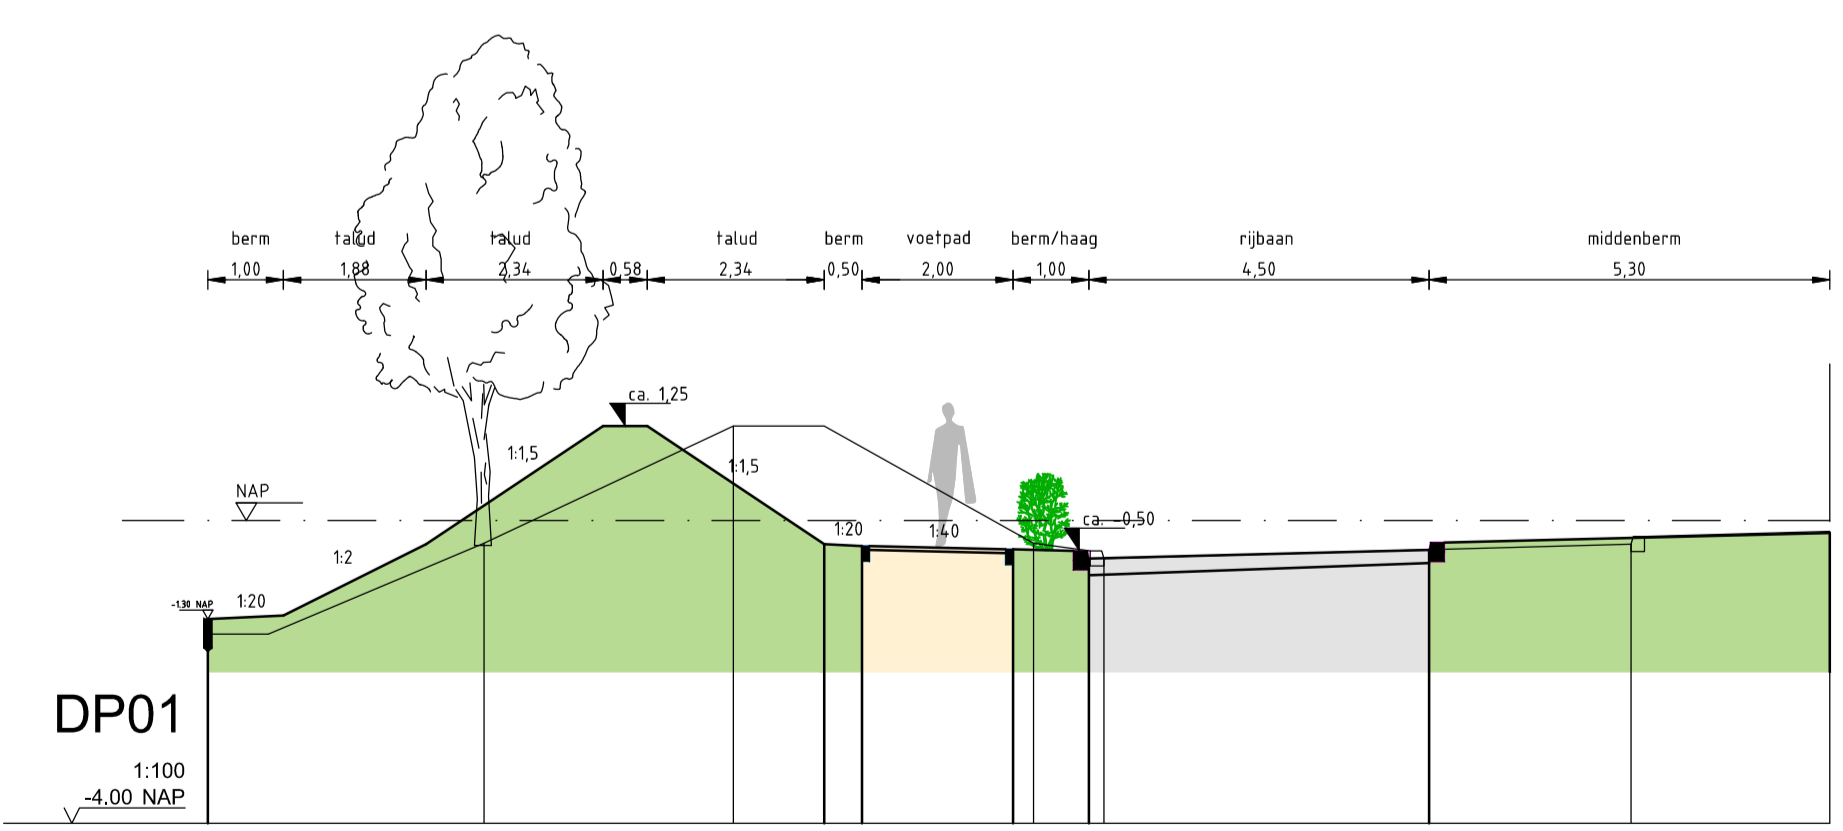 berm talud talud talud berm voetpad berm/haag rijbaan middenberm
1,00 1,88 2,34 0,58 2,34 0,50 2,00 1,00 4,50 5,30
ca. 1,25
1:1,5 1:1,5
NAP
ca. -0,50
1:20 1:40
1:2
-1.30 NAP 1:20
DP01
1:100
-4.00 NAP